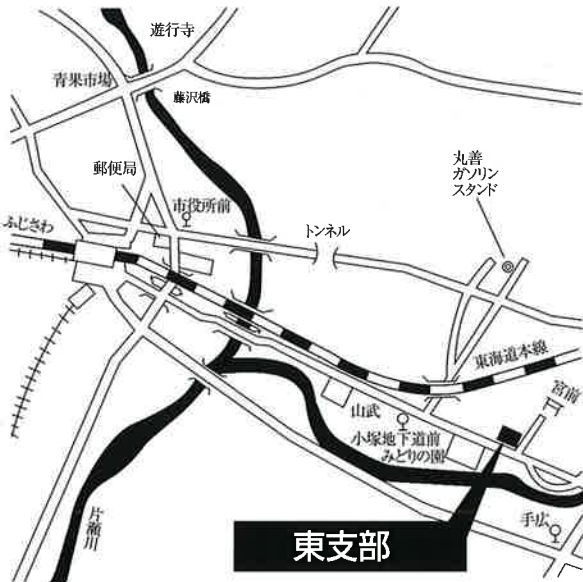 遊行寺
青果市場
藤沢橋
郵便局
丸善
ガソリン
スタンド
市役所前
ふじさわ
トンネル
東海道本線
宮前
山武
小塚地下道前
みどりの園
片瀬川
手広
東支部